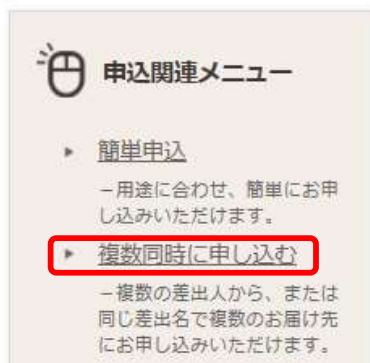 申込関連メニュー
簡単申込
－用途に合わせ、簡単にお申
し込みいただけます。
複数同時に申し込む
－複数の差出人から、または
同じ差出名で複数のお届け先
にお申し込みいただけます。